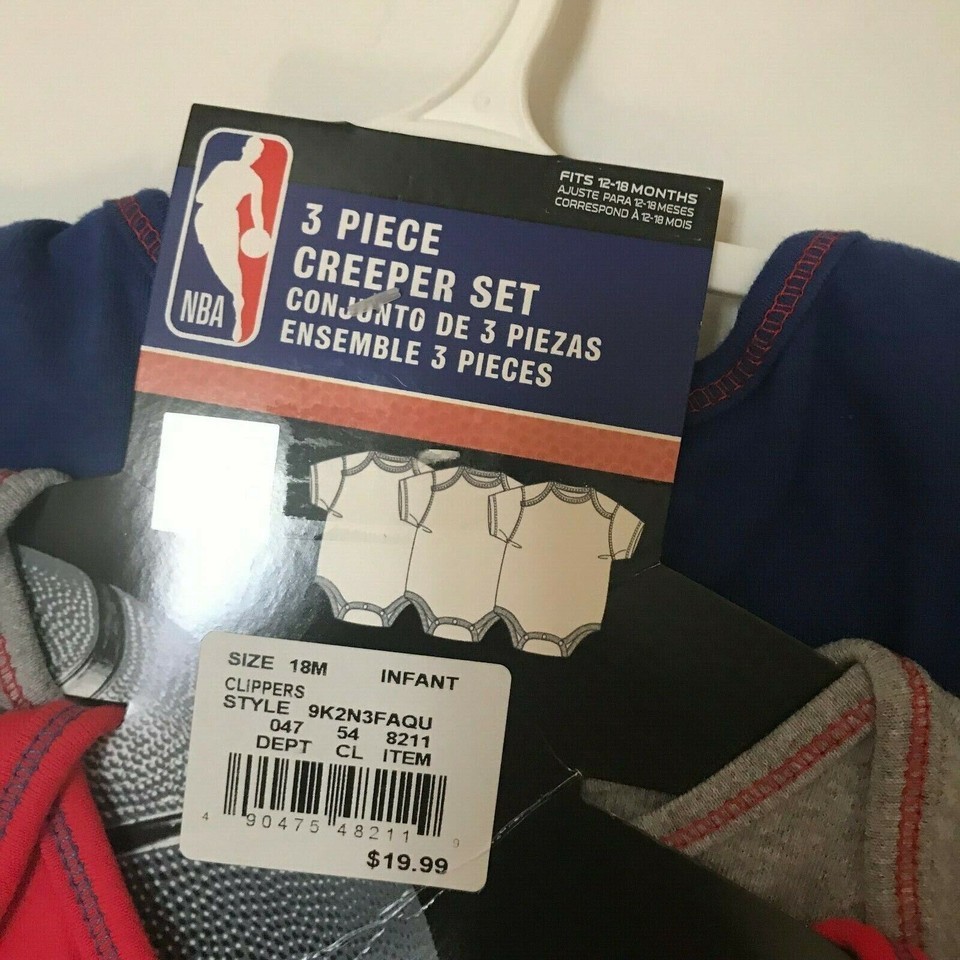 FITS 12-18 MONTHS
AJUSTE PARA 12-18 MESES
CORRESPOND À 12-18 MOIS
NBA
3 PIECE
CREEPER SET
CONJUNTO DE 3 PIEZAS
ENSEMBLE 3 PIECES
SIZE 18M INFANT
CLIPPERS
STYLE 9K2N3FAQU
047 54 8211
DEPT CL ITEM
4 90475 48211 9
$19.99